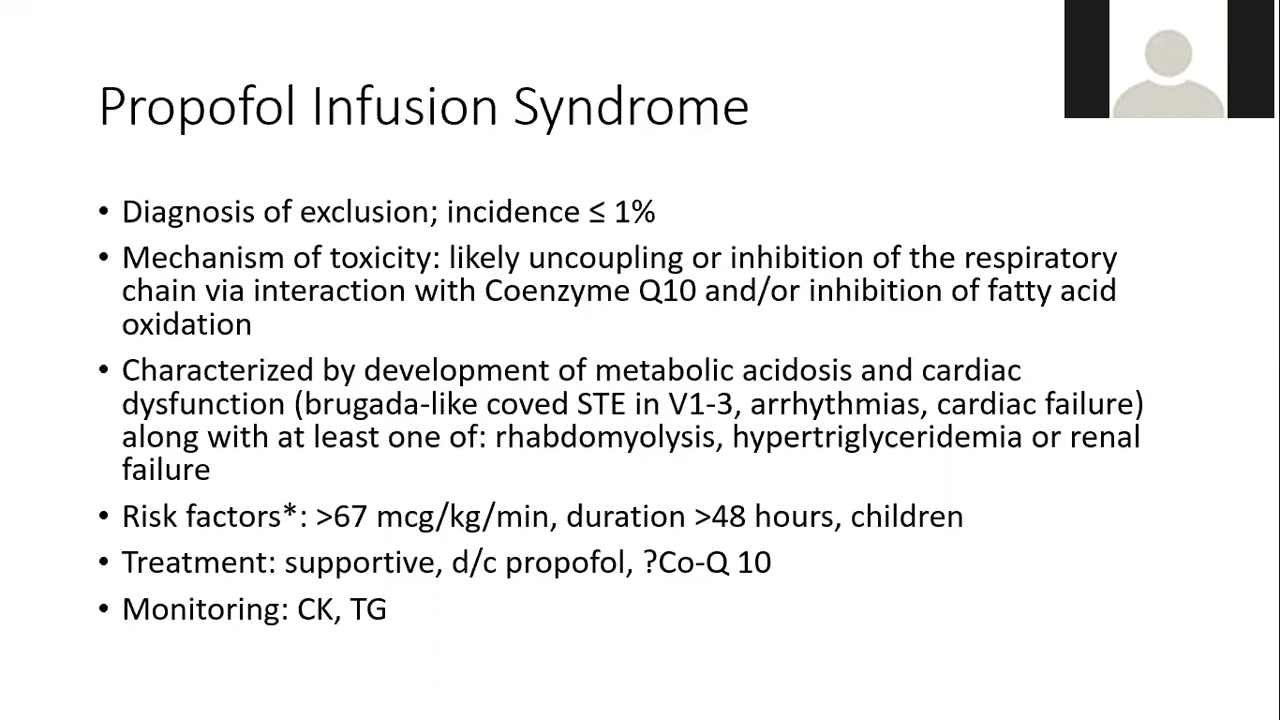 Propofol Infusion Syndrome
• Diagnosis of exclusion; incidence ≤ 1%
• Mechanism of toxicity: likely uncoupling or inhibition of the respiratory
chain via interaction with Coenzyme Q10 and/or inhibition of fatty acid
oxidation
• Characterized by development of metabolic acidosis and cardiac
dysfunction (brugada-like coved STE in V1-3, arrhythmias, cardiac failure)
along with at least one of: rhabdomyolysis, hypertriglyceridemia or renal
failure
• Risk factors*: >67 mcg/kg/min, duration >48 hours, children
• Treatment: supportive, d/c propofol, ?Co-Q 10
• Monitoring: CK, TG